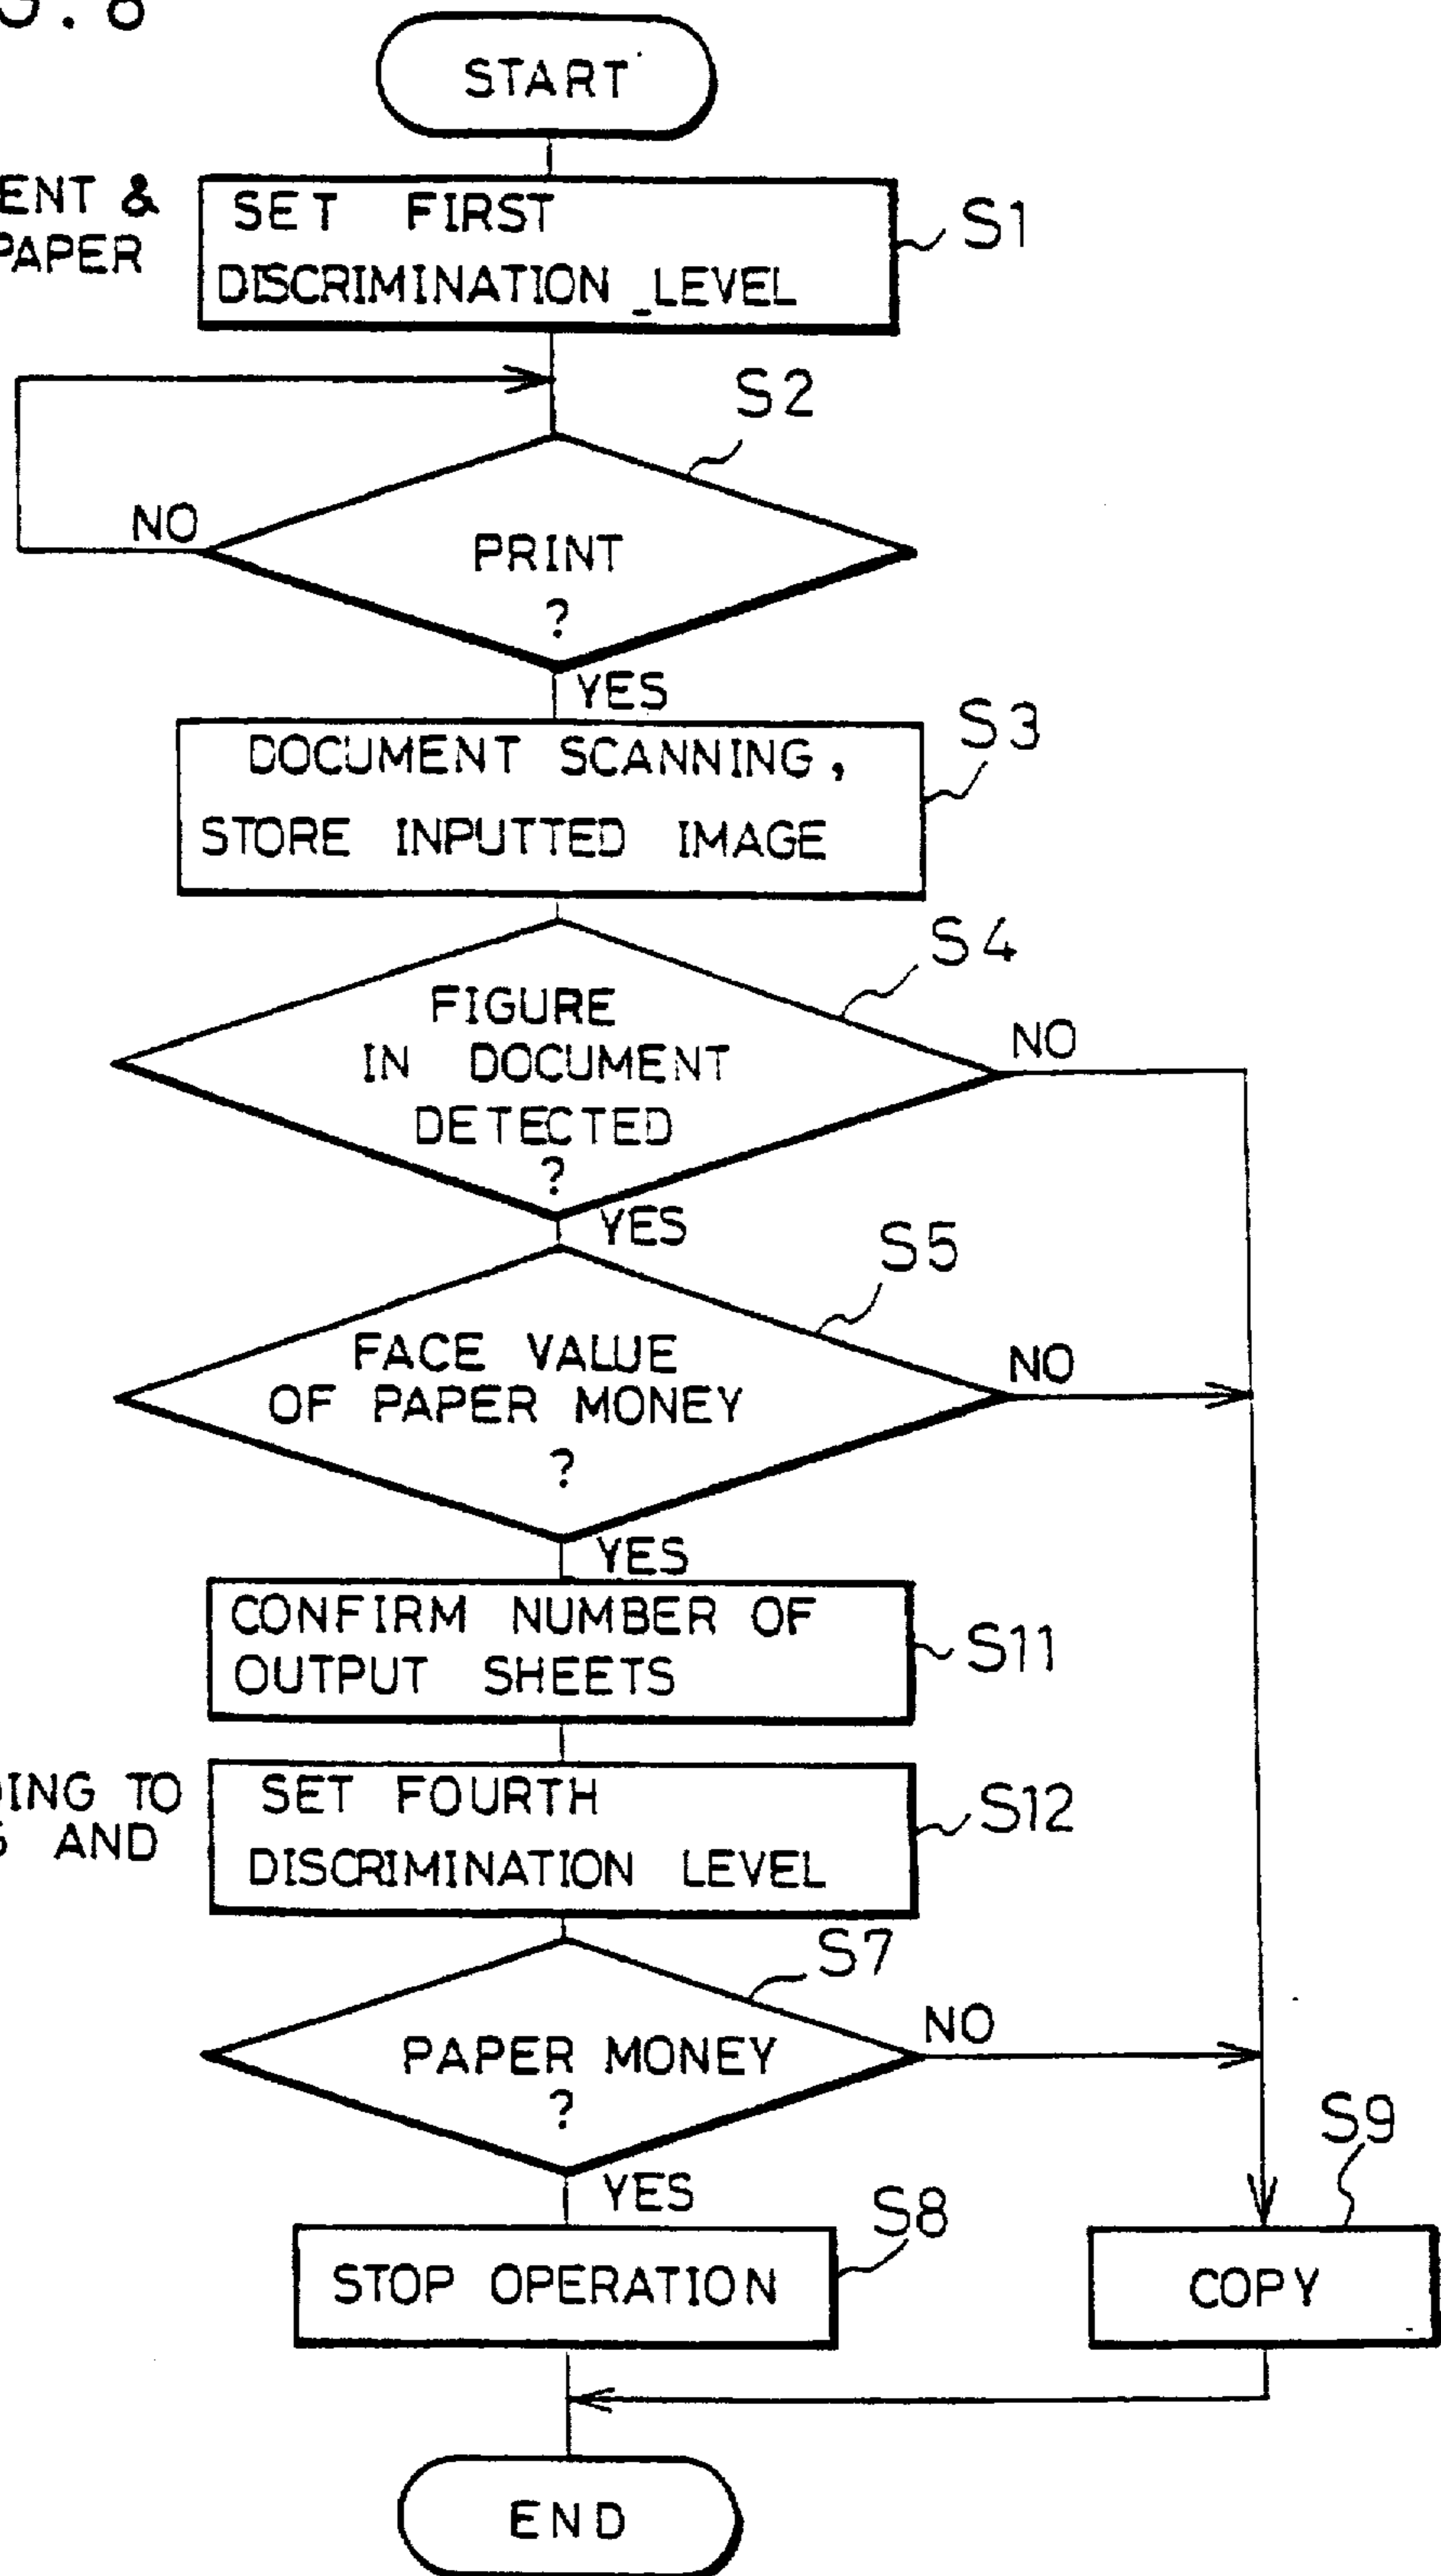 START
SET FIRST
DISCRIMINATION LEVEL
S1
&
PAPER
S2
NO
PRINT
?
YES
S3
DOCUMENT SCANNING,
STORE INPUTTED IMAGE
S4
FIGURE
IN DOCUMENT
DETECTED
?
NO
YES
S5
FACE VALUE
OF PAPER MONEY
?
NO
YES
CONFIRM NUMBER OF
OUTPUT SHEETS
S11
TO
AND
SET FOURTH
DISCRIMINATION LEVEL
S12
S7
PAPER MONEY
?
NO
YES
S8
STOP OPERATION
S9
COPY
END